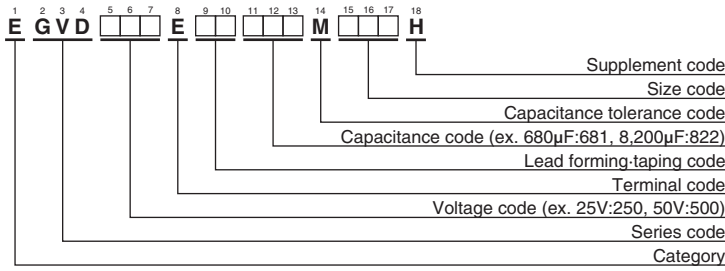 1 2 3 4 5 6 7 8 9 10 11 12 13 14 15 16 17 18
E G V D E M H
Supplement code
Size code
Capacitance tolerance code
Capacitance code (ex. 680µF:681, 8,200µF:822)
Lead forming·taping code
Terminal code
Voltage code (ex. 25V:250, 50V:500)
Series code
Category